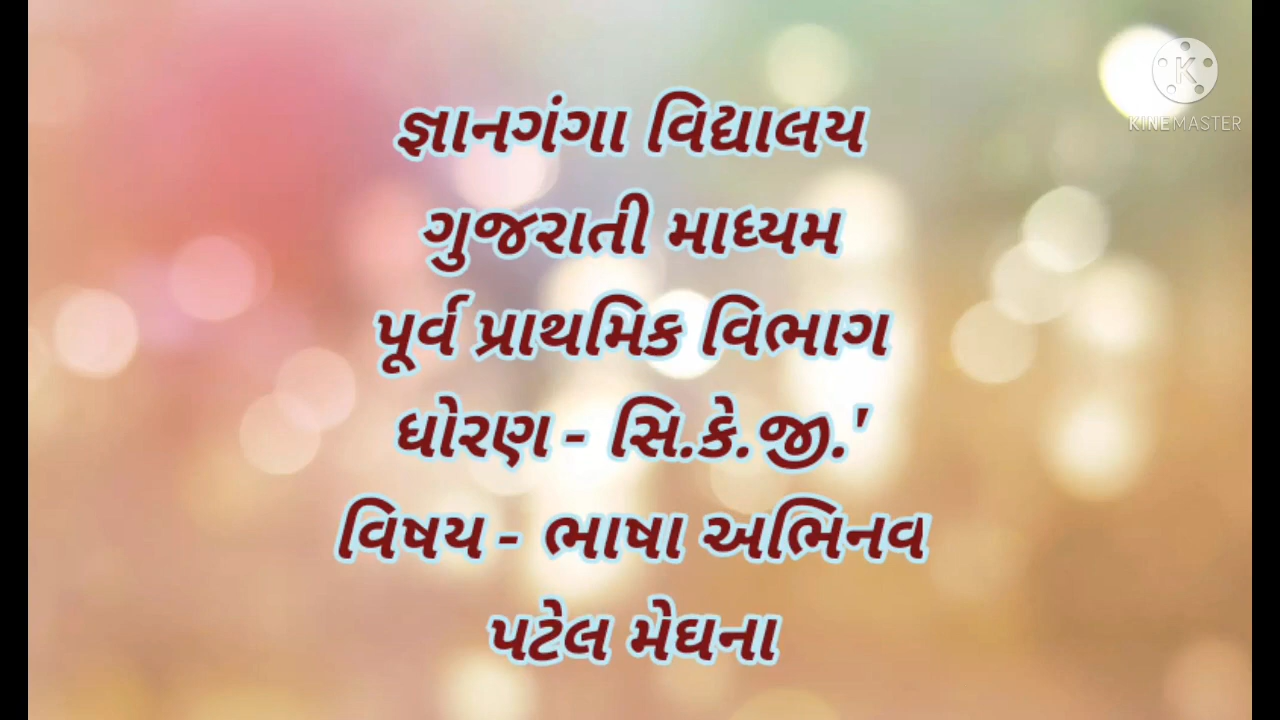 જ્ઞાનગંગા વિદ્યાલય
KINEMASTER
ગુજરાતી માધ્યમ
પૂર્વ પ્રાથમિક વિભાગ
ધોરણ - સિ.કે.જી.'
વિષય - ભાષા અભિનવ
પટેલ મેઘના